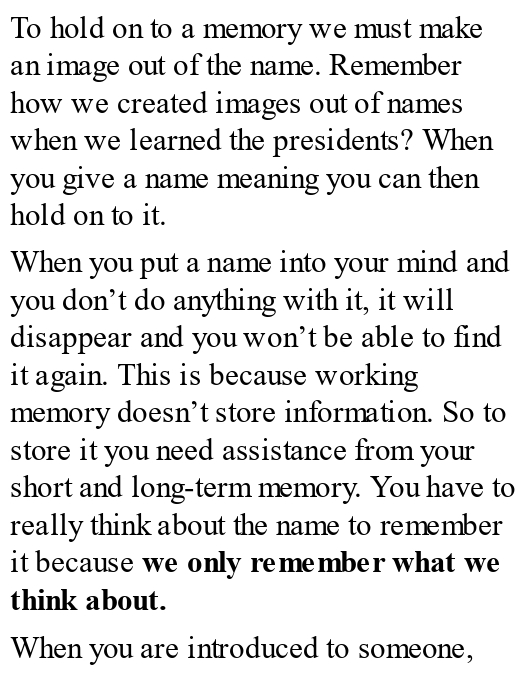 To hold on to a memory we must make
an image out of the name. Remember
how we created images out of names
when we learned the presidents? When
you give a name meaning you can then
hold on to it.
When you put a name into your mind and
you don’t do anything with it, it will
disappear and you won’t be able to find
it again. This is because working
memory doesn’t store information. So to
store it you need assistance from your
short and long-term memory. You have to
really think about the name to remember
it because we only remember what we
think about.
When you are introduced to someone,